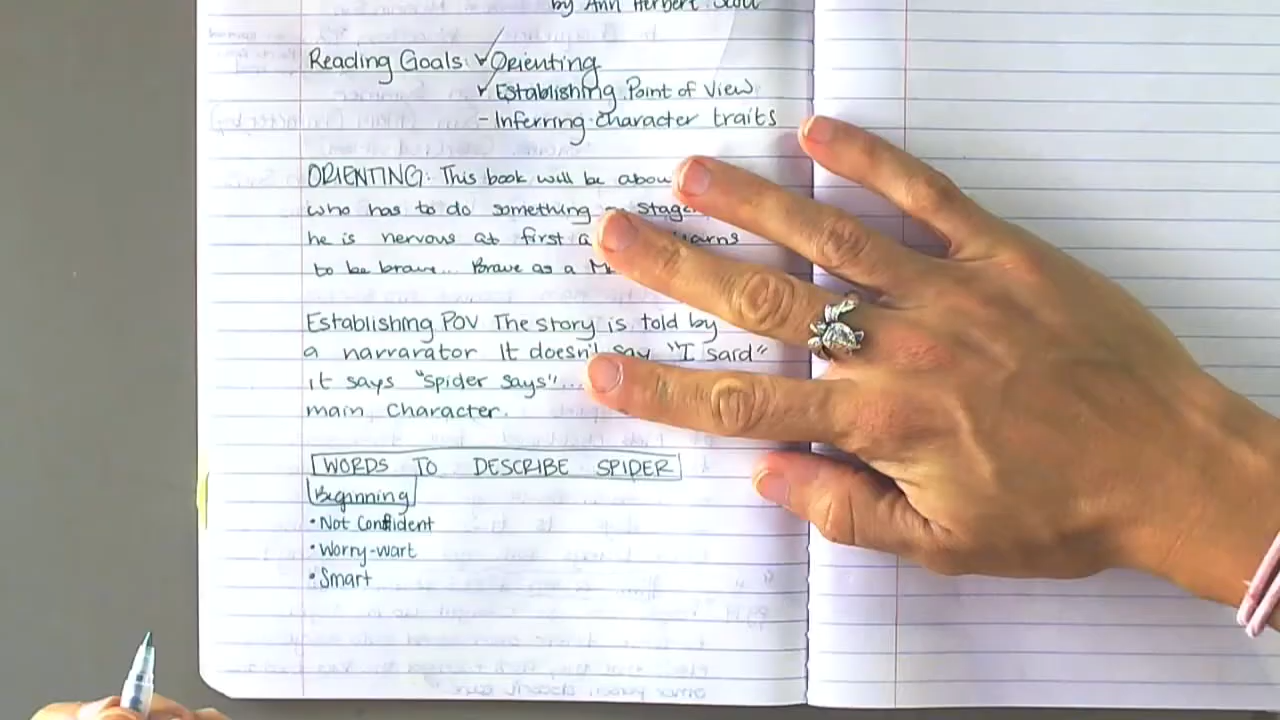 by Ann Herbert Scott
Reading Goals: ✓Orienting
✓ Establishing Point of View
- Inferring character traits
ORIENTING: This book will be abou
who has to do something stage
he is nervous at first a
to be brave... Brave as a
Establishing POV The story is told by
a narrarator It doesn't say "I said"
it says "spider says"...
main Character.
WORDS TO DESCRIBE SPIDER
Beginning
• Not Confident
• Worry-wart
• Smart